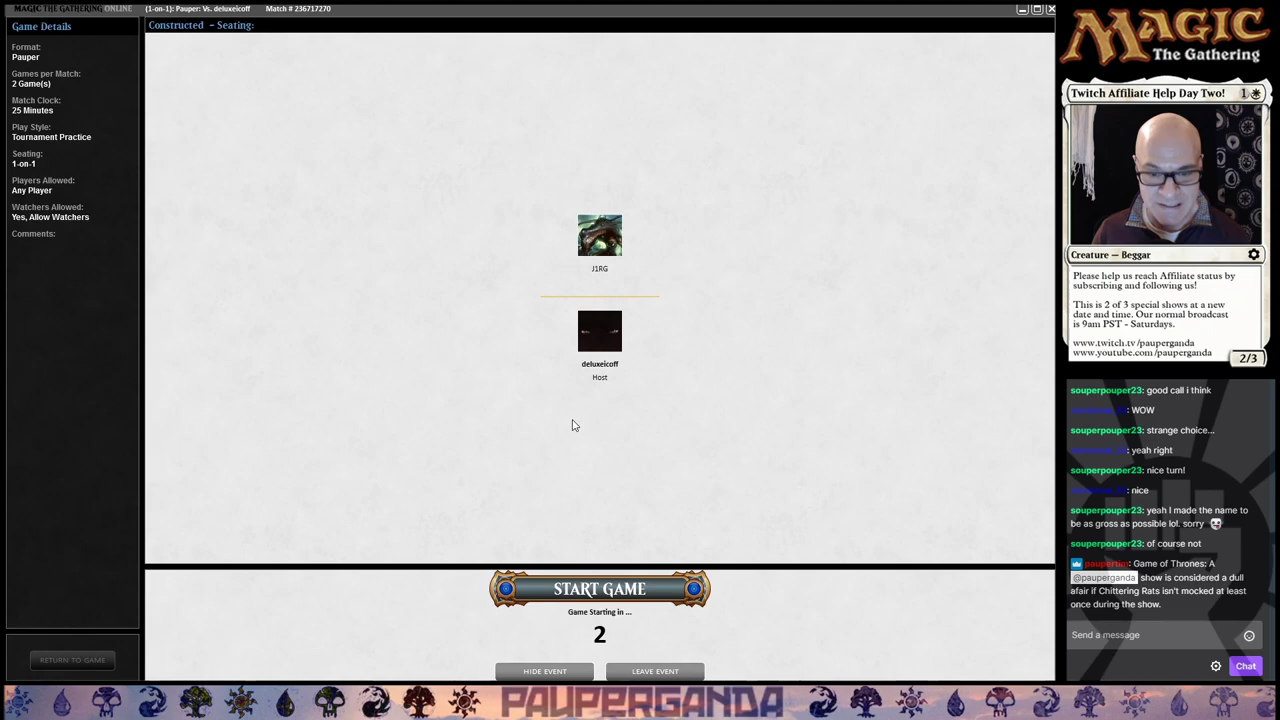 MAGIC THE GATHERING ONLINE
(1-on-1): Pauper: Vs. deluxeicoff
Match # 236717270
Game Details
Format:
Pauper
Games per Match:
2 Game(s)
Match Clock:
25 Minutes
Play Style:
Tournament Practice
Seating:
1-on-1
Players Allowed:
Any Player
Watchers Allowed:
Yes, Allow Watchers
Comments:
RETURN TO GAME
Constructed - Seating:
J1RG
deluxeicoff
Host
START GAME
Game Starting in ...
2
HIDE EVENT
LEAVE EVENT
MAGIC
The Gathering
Twitch Affiliate Help Day Two! 1
Creature — Beggar
Please help us reach Affiliate status by
subscribing and following us!
This is 2 of 3 special shows at a new
date and time. Our normal broadcast
is 9am PST - Saturdays.
www.twitch.tv/pauperganda
www.youtube.com/pauperganda
2/3
souperpouper23: good call i think
: WOW
souperpouper23: strange choice...
: yeah right
souperpouper23: nice turn!
: nice
souperpouper23: yeah I made the name to
be as gross as possible lol. sorry
souperpouper23: of course not
paupertim: Game of Thrones: A
@pauperganda show is considered a dull
afair if Chittering Rats isn't mocked at least
once during the show.
Send a message
Chat
PAUPERGANDA